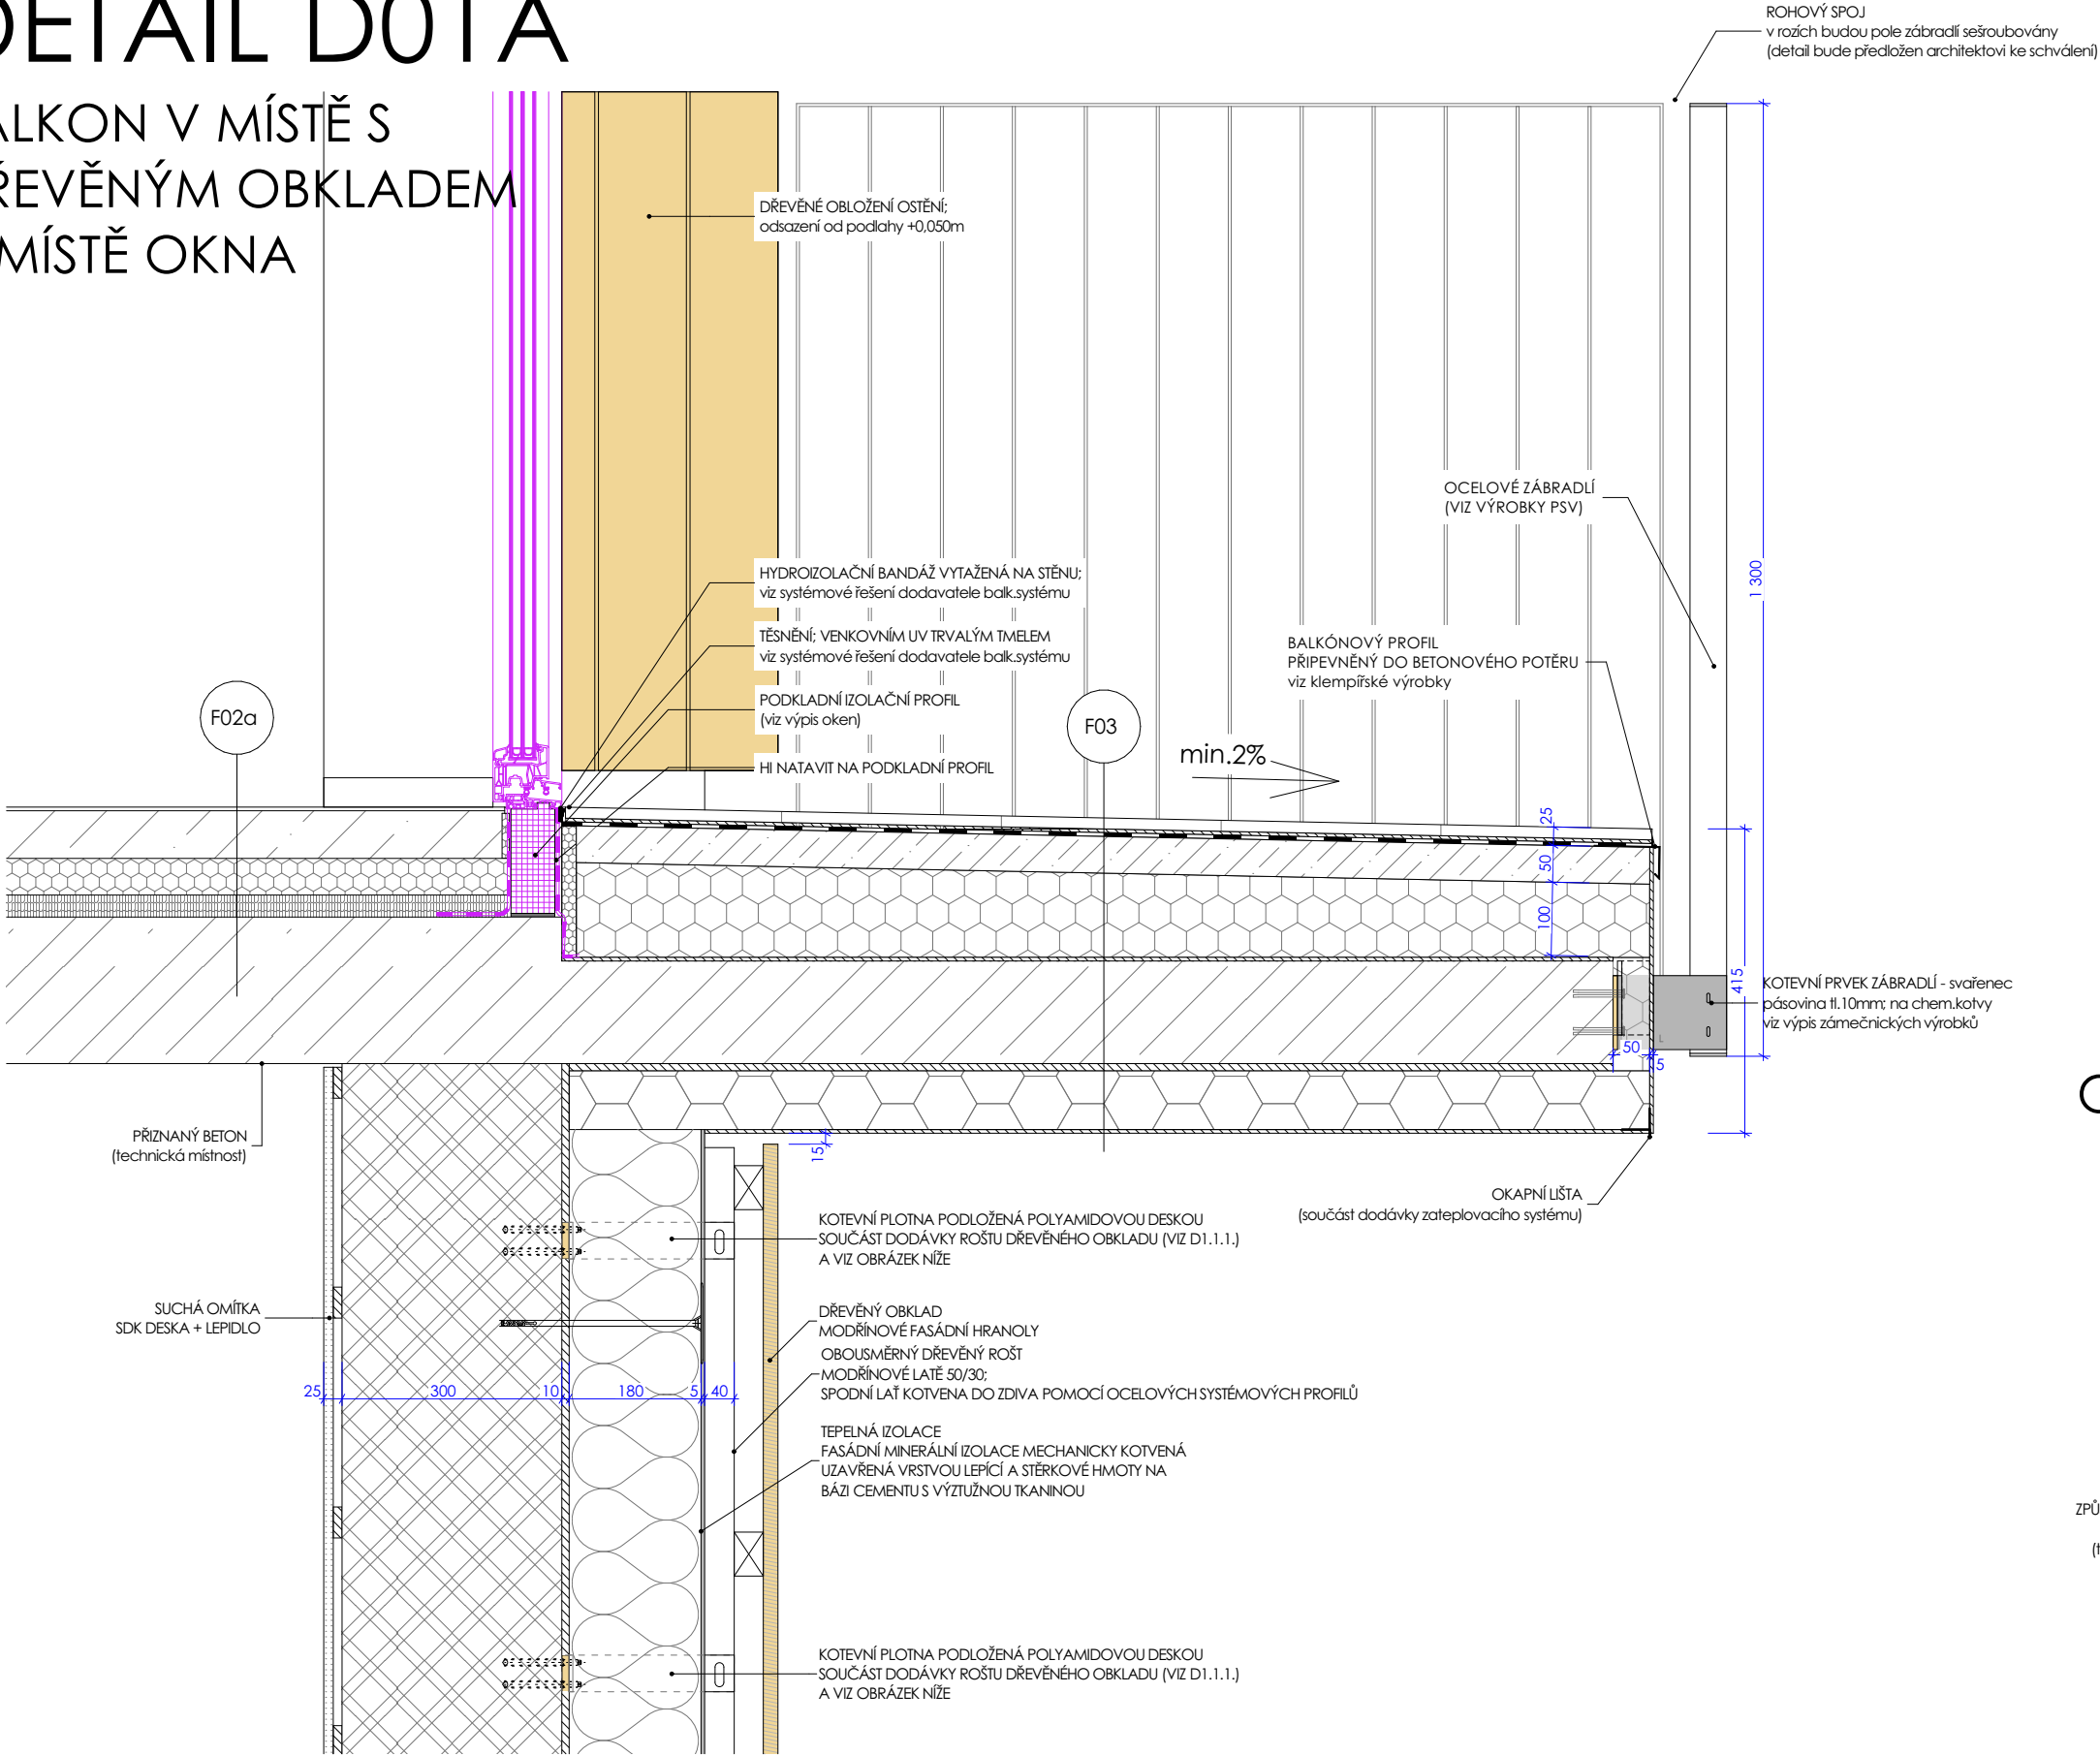 DETAIL D01A
ALKON V MÍSTĚ S
ŘEVĚNÝM OBKLADEM
MÍSTĚ OKNA
ROHOVÝ SPOJ
v rozích budou pole zábradlí sešroubovány
(detail bude předložen architektovi ke schválení)
DŘEVĚNÉ OBLOŽENÍ OSTĚNÍ;
odsazení od podlahy +0,050m
OCELOVÉ ZÁBRADLÍ
(VIZ VÝROBKY PSV)
1 300
HYDROIZOLAČNÍ BANDÁŽ VYTAŽENÁ NA STĚNU;
viz systémové řešení dodavatele balk.systému
TĚSNĚNÍ; VENKOVNÍM UV TRVALÝM TMELEM
viz systémové řešení dodavatele balk.systému
BALKÓNOVÝ PROFIL
PŘIPEVNĚNÝ DO BETONOVÉHO POTĚRU
viz klempířské výrobky
PODKLADNÍ IZOLAČNÍ PROFIL
(viz výpis oken)
F02a
F03
min.2%
HI NATAVIT NA PODKLADNÍ PROFIL
25
50
100
415
KOTEVNÍ PRVEK ZÁBRADLÍ - svařenec
pásovina tl.10mm; na chem.kotvy
viz výpis zámečnických výrobků
50
5
PŘIZNANÝ BETON
(technická místnost)
15
OKAPNÍ LIŠTA
(součást dodávky zateplovacího systému)
KOTEVNÍ PLOTNA PODLOŽENÁ POLYAMIDOVOU DESKOU
SOUČÁST DODÁVKY ROŠTU DŘEVĚNÉHO OBKLADU (VIZ D1.1.1.)
A VIZ OBRÁZEK NÍŽE
SUCHÁ OMÍTKA
SDK DESKA + LEPIDLO
DŘEVĚNÝ OBKLAD
MODŘÍNOVÉ FASÁDNÍ HRANOLY
OBOUSMĚRNÝ DŘEVĚNÝ ROŠT
MODŘÍNOVÉ LATĚ 50/30;
SPODNÍ LAŤ KOTVENA DO ZDIVA POMOCÍ OCELOVÝCH SYSTÉMOVÝCH PROFILŮ
25 300 10 180 5 40
TEPELNÁ IZOLACE
FASÁDNÍ MINERÁLNÍ IZOLACE MECHANICKY KOTVENÁ
UZAVŘENÁ VRSTVOU LEPÍCÍ A STĚRKOVÉ HMOTY NA
BÁZI CEMENTU S VÝZTUŽNOU TKANINOU
ZPŮ
(t
KOTEVNÍ PLOTNA PODLOŽENÁ POLYAMIDOVOU DESKOU
SOUČÁST DODÁVKY ROŠTU DŘEVĚNÉHO OBKLADU (VIZ D1.1.1.)
A VIZ OBRÁZEK NÍŽE